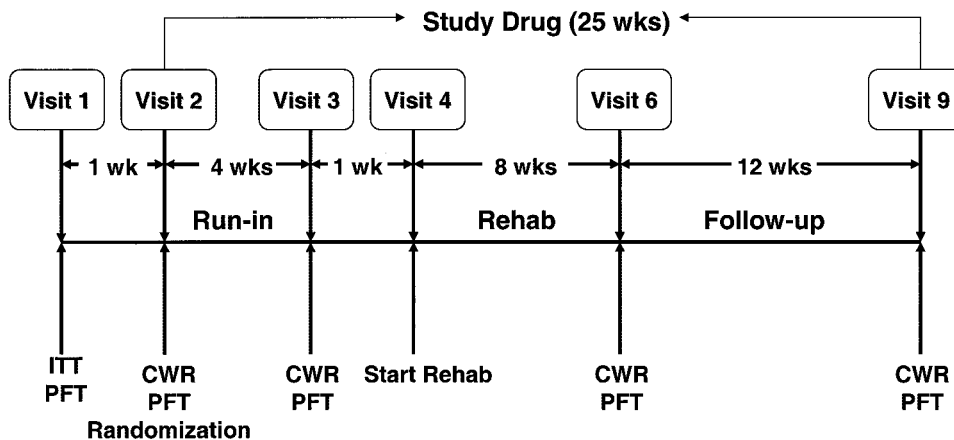 Study Drug (25 wks)
Visit 1 Visit 2 Visit 3 Visit 4 Visit 6 Visit 9
1 wk 4 wks 1 wk 8 wks 12 wks
Run-in Rehab Follow-up
ITT CWR CWR Start Rehab CWR CWR
PFT PFT PFT PFT PFT
Randomization